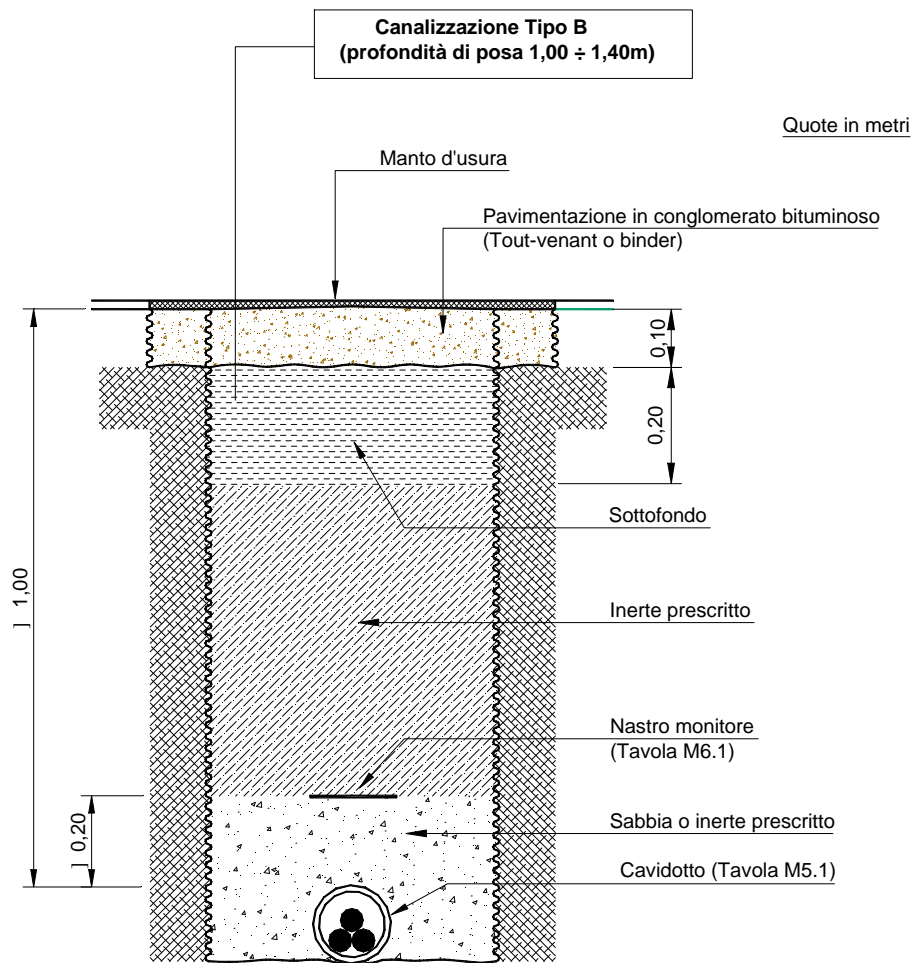 Canalizzazione Tipo B
(profondità di posa 1,00 ÷ 1,40m)
Quote in metri
Manto d'usura
Pavimentazione in conglomerato bituminoso
(Tout-venant o binder)
0,10
0,20
Sottofondo
] 1,00
Inerte prescritto
Nastro monitore
(Tavola M6.1)
] 0,20
Sabbia o inerte prescritto
Cavidotto (Tavola M5.1)